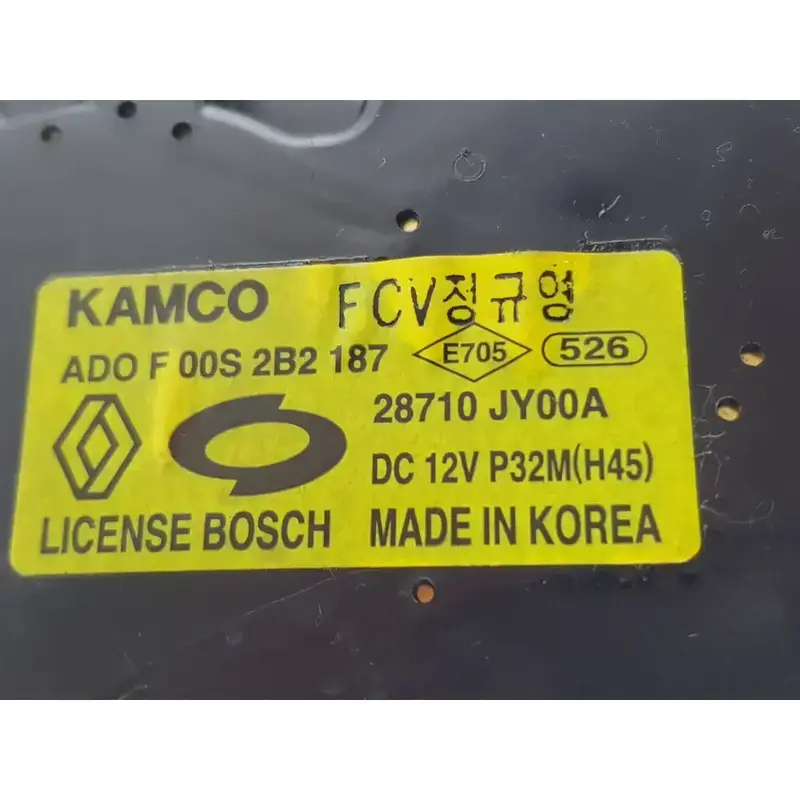 KAMCO FCV정규영
ADO F 00S 2B2 187 E705 526
28710 JY00A
DC 12V P32M(H45)
LICENSE BOSCH MADE IN KOREA